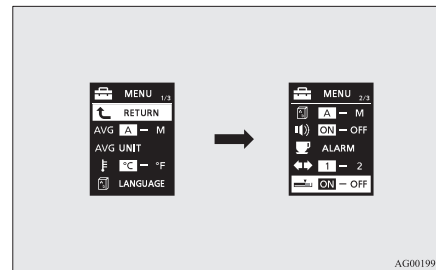 MENU 1/3
RETURN
AVG A – M
AVG UNIT
°C – °F
LANGUAGE
MENU 2/3
A – M
ON – OFF
ALARM
1 – 2
ON – OFF
AG00199